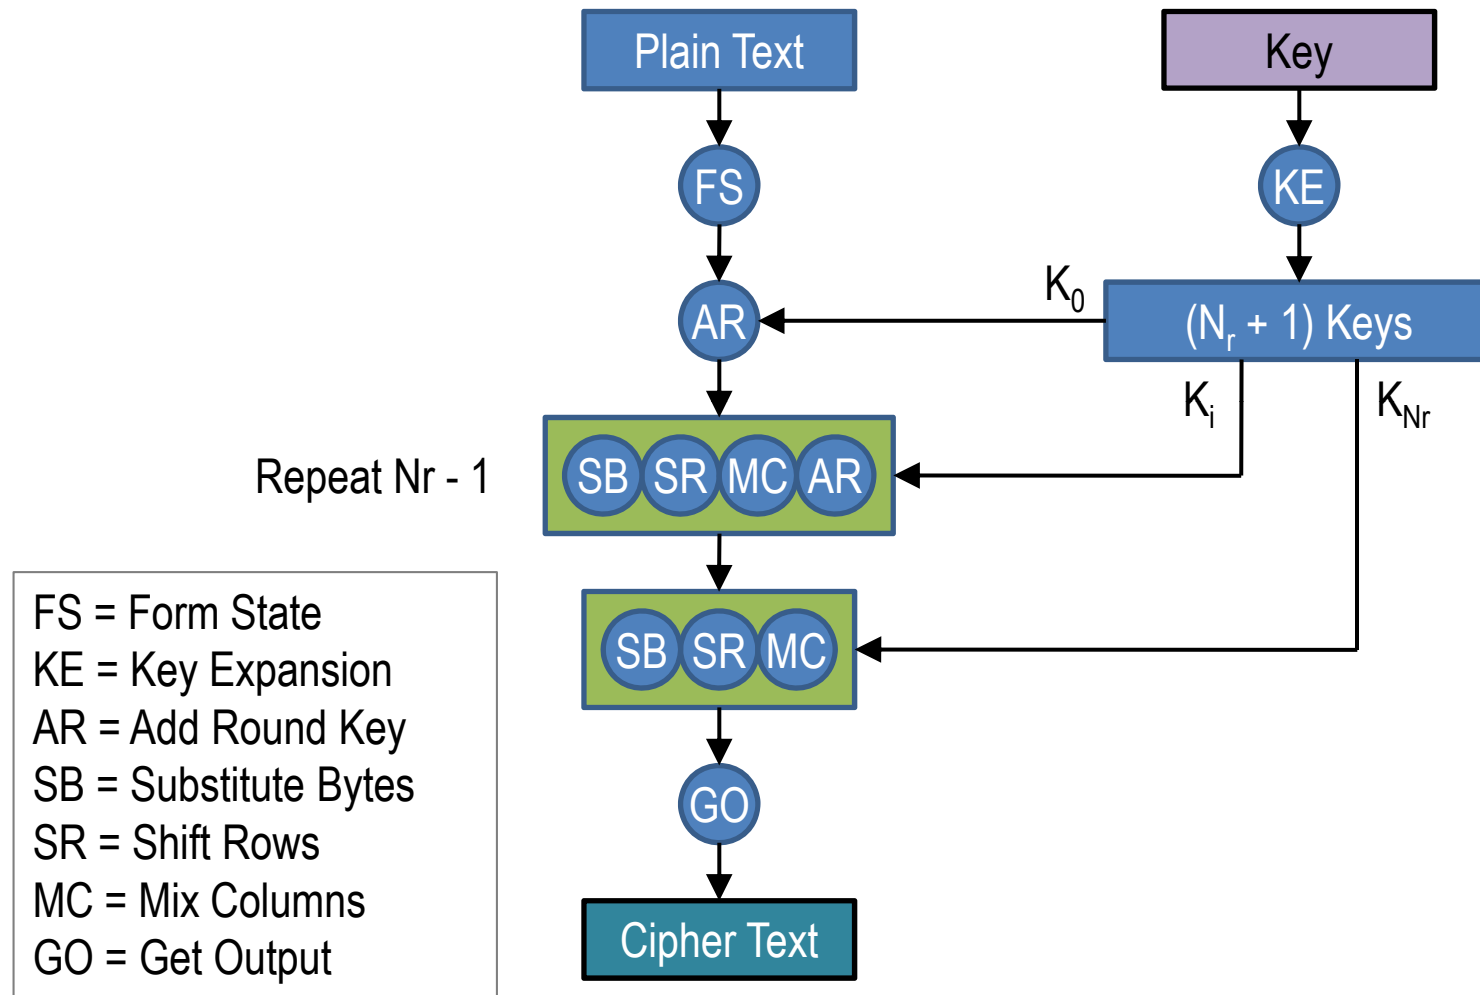 Plain Text
Key
FS
KE
K0
AR
(Nr + 1) Keys
Ki
KNr
Repeat Nr - 1
SB SR MC AR
SB SR MC
GO
Cipher Text
FS = Form State
KE = Key Expansion
AR = Add Round Key
SB = Substitute Bytes
SR = Shift Rows
MC = Mix Columns
GO = Get Output